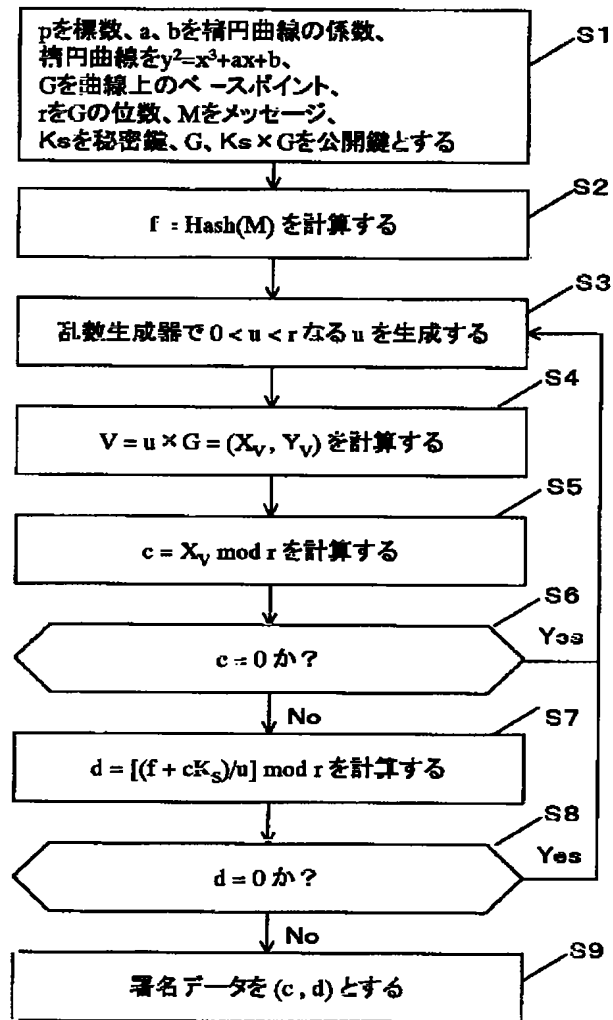 pを標数、a、bを楕円曲線の係数、
楕円曲線をy²=x³+ax+b、
Gを曲線上のベースポイント、
rをGの位数、Mをメッセージ、
Ksを秘密鍵、G、Ks×Gを公開鍵とする
S1
f = Hash(M) を計算する
S2
乱数生成器で 0 < u < r なる u を生成する
S3
V = u × G = (X_V, Y_V) を計算する
S4
c = X_V mod r を計算する
S5
c = 0 か？
S6
Yes
No
d = [(f + cK_S)/u] mod r を計算する
S7
d = 0 か？
S8
Yes
No
署名データを (c , d) とする
S9